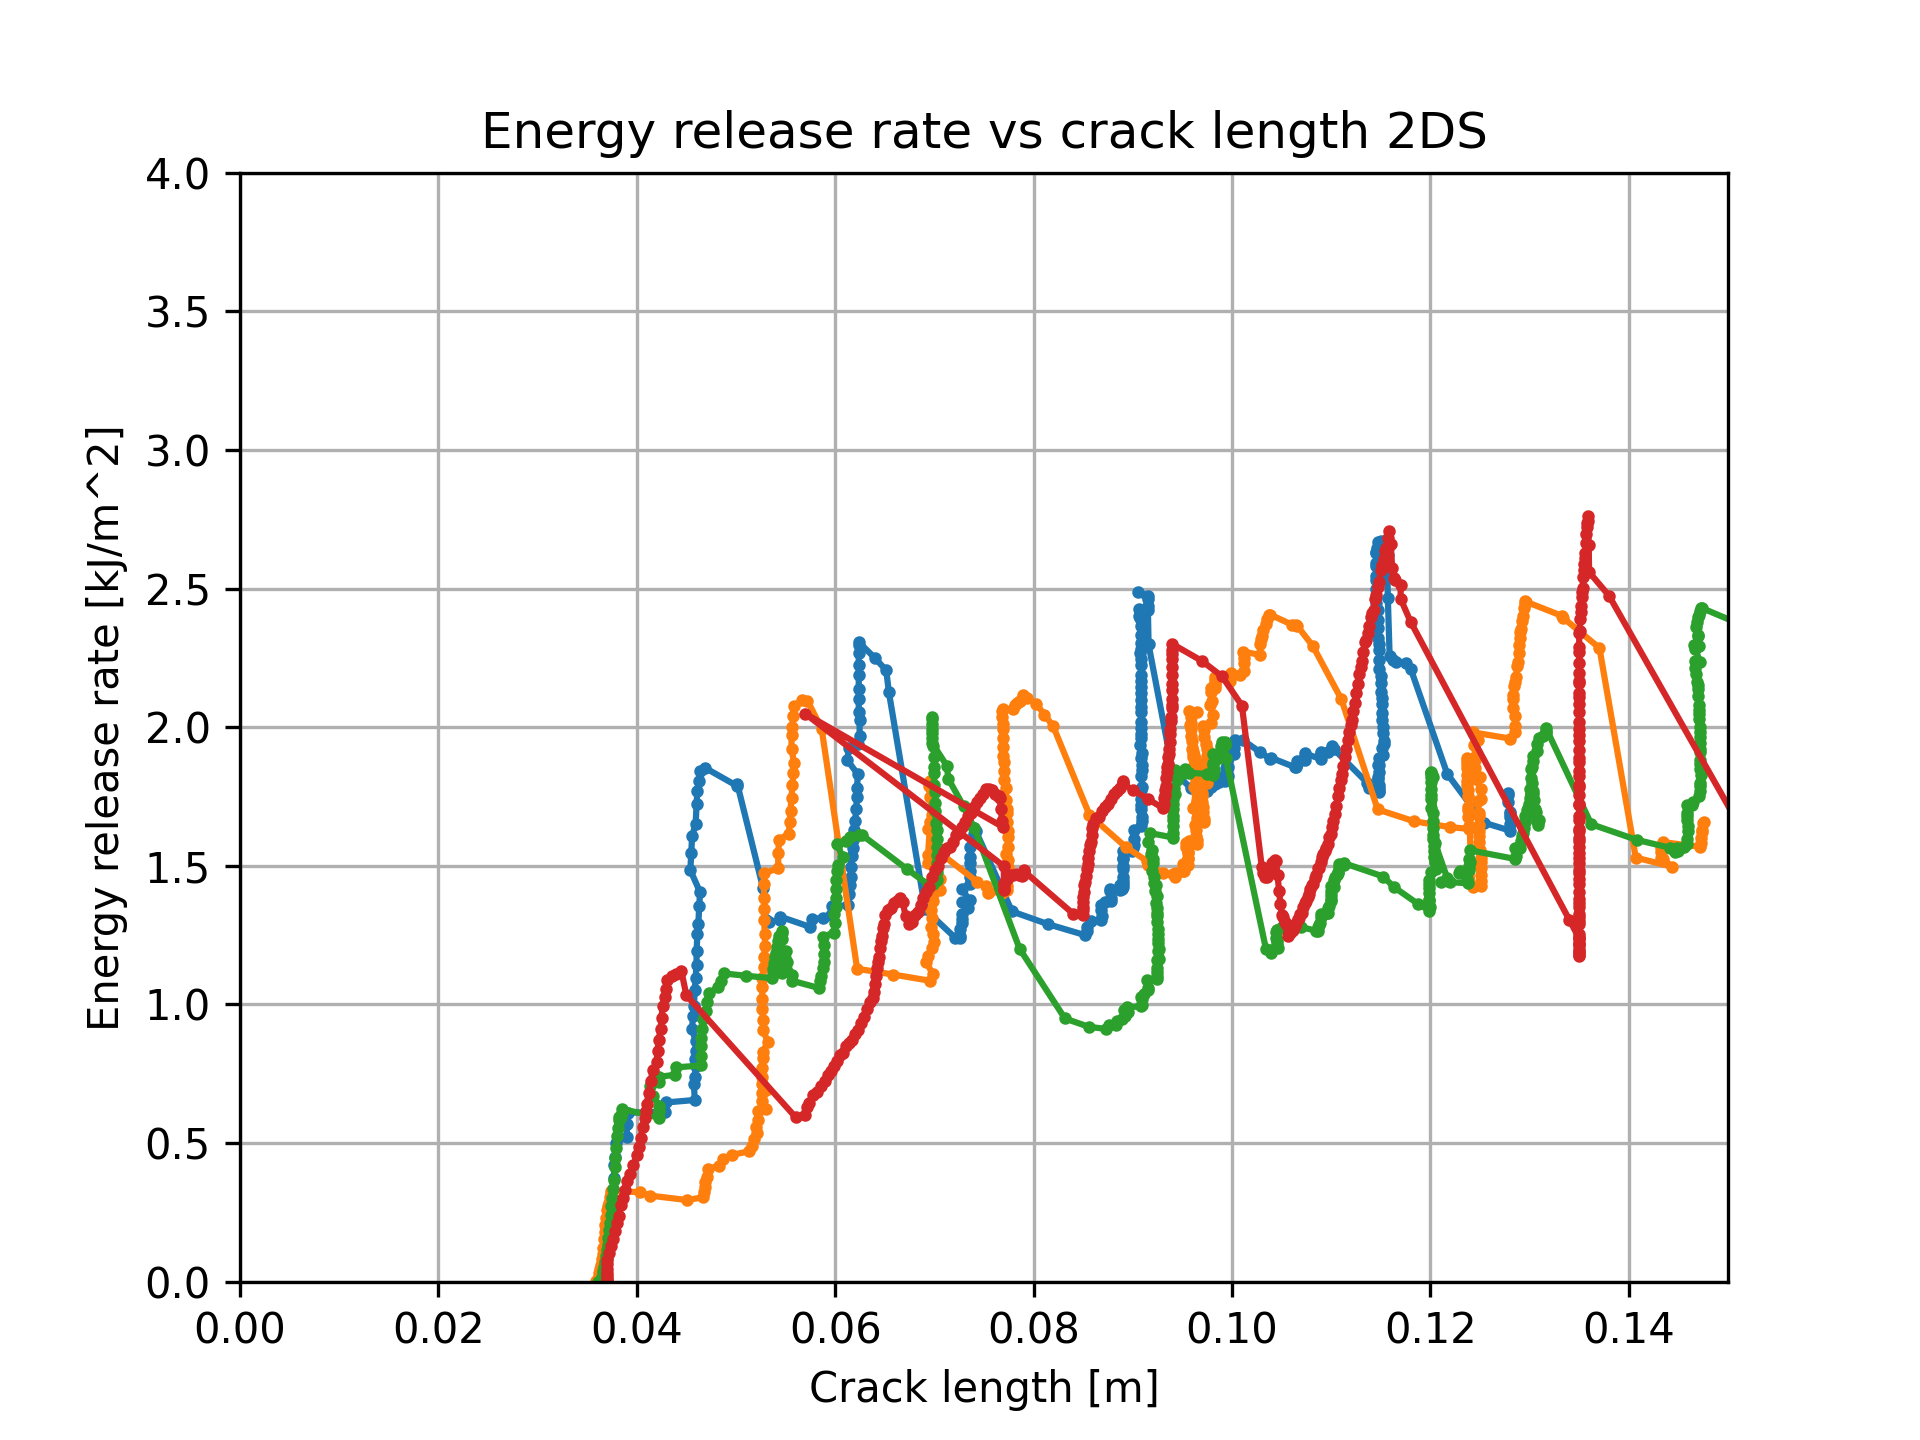 Energy release rate vs crack length 2DS
4.0
3.5
3.0
2.5
2.0
1.5
1.0
0.5
0.0
Energy release rate [kJ/m^2]
0.00 0.02 0.04 0.06 0.08 0.10 0.12 0.14
Crack length [m]